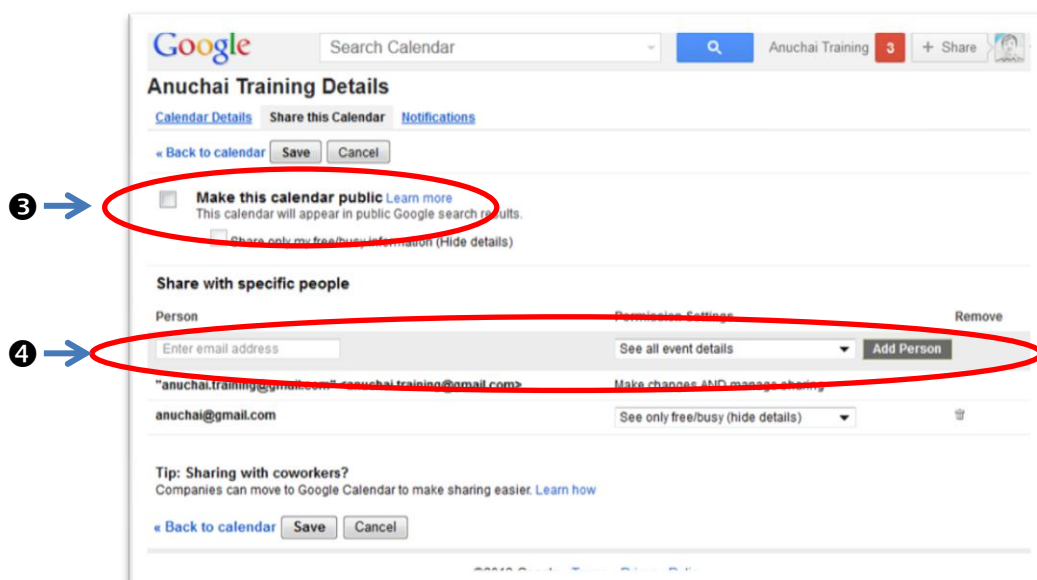 Google Search Calendar Anuchai Training 3 + Share
Anuchai Training Details
Calendar Details Share this Calendar Notifications
« Back to calendar Save Cancel
❸ Make this calendar public Learn more
This calendar will appear in public Google search results.
Share only my free/busy information (Hide details)
Share with specific people
Person Permission Settings Remove
❹ Enter email address See all event details Add Person
"anuchai.training@gmail.com" <anuchai.training@gmail.com> Make changes AND manage sharing
anuchai@gmail.com See only free/busy (hide details)
Tip: Sharing with coworkers?
Companies can move to Google Calendar to make sharing easier. Learn how
« Back to calendar Save Cancel